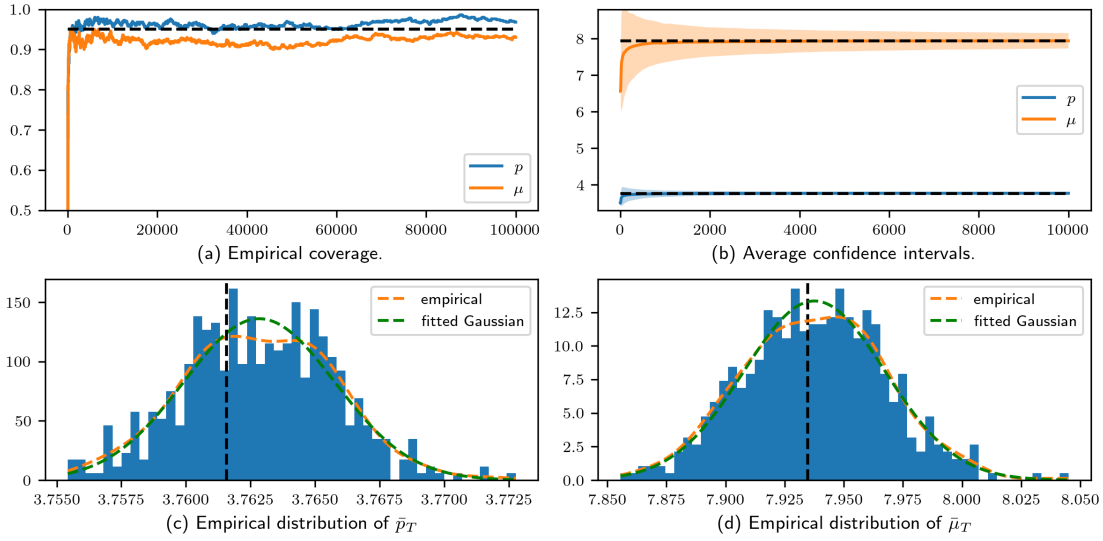 1.0
0.9
0.8
0.7
0.6
0.5
0 20000 40000 60000 80000 100000
p
μ
(a) Empirical coverage.
8
7
6
5
4
0 2000 4000 6000 8000 10000
p
μ
(b) Average confidence intervals.
150
100
50
0
3.7550 3.7575 3.7600 3.7625 3.7650 3.7675 3.7700 3.7725
empirical
fitted Gaussian
(c) Empirical distribution of p̄_T
12.5
10.0
7.5
5.0
2.5
0.0
7.850 7.875 7.900 7.925 7.950 7.975 8.000 8.025 8.050
empirical
fitted Gaussian
(d) Empirical distribution of μ̄_T